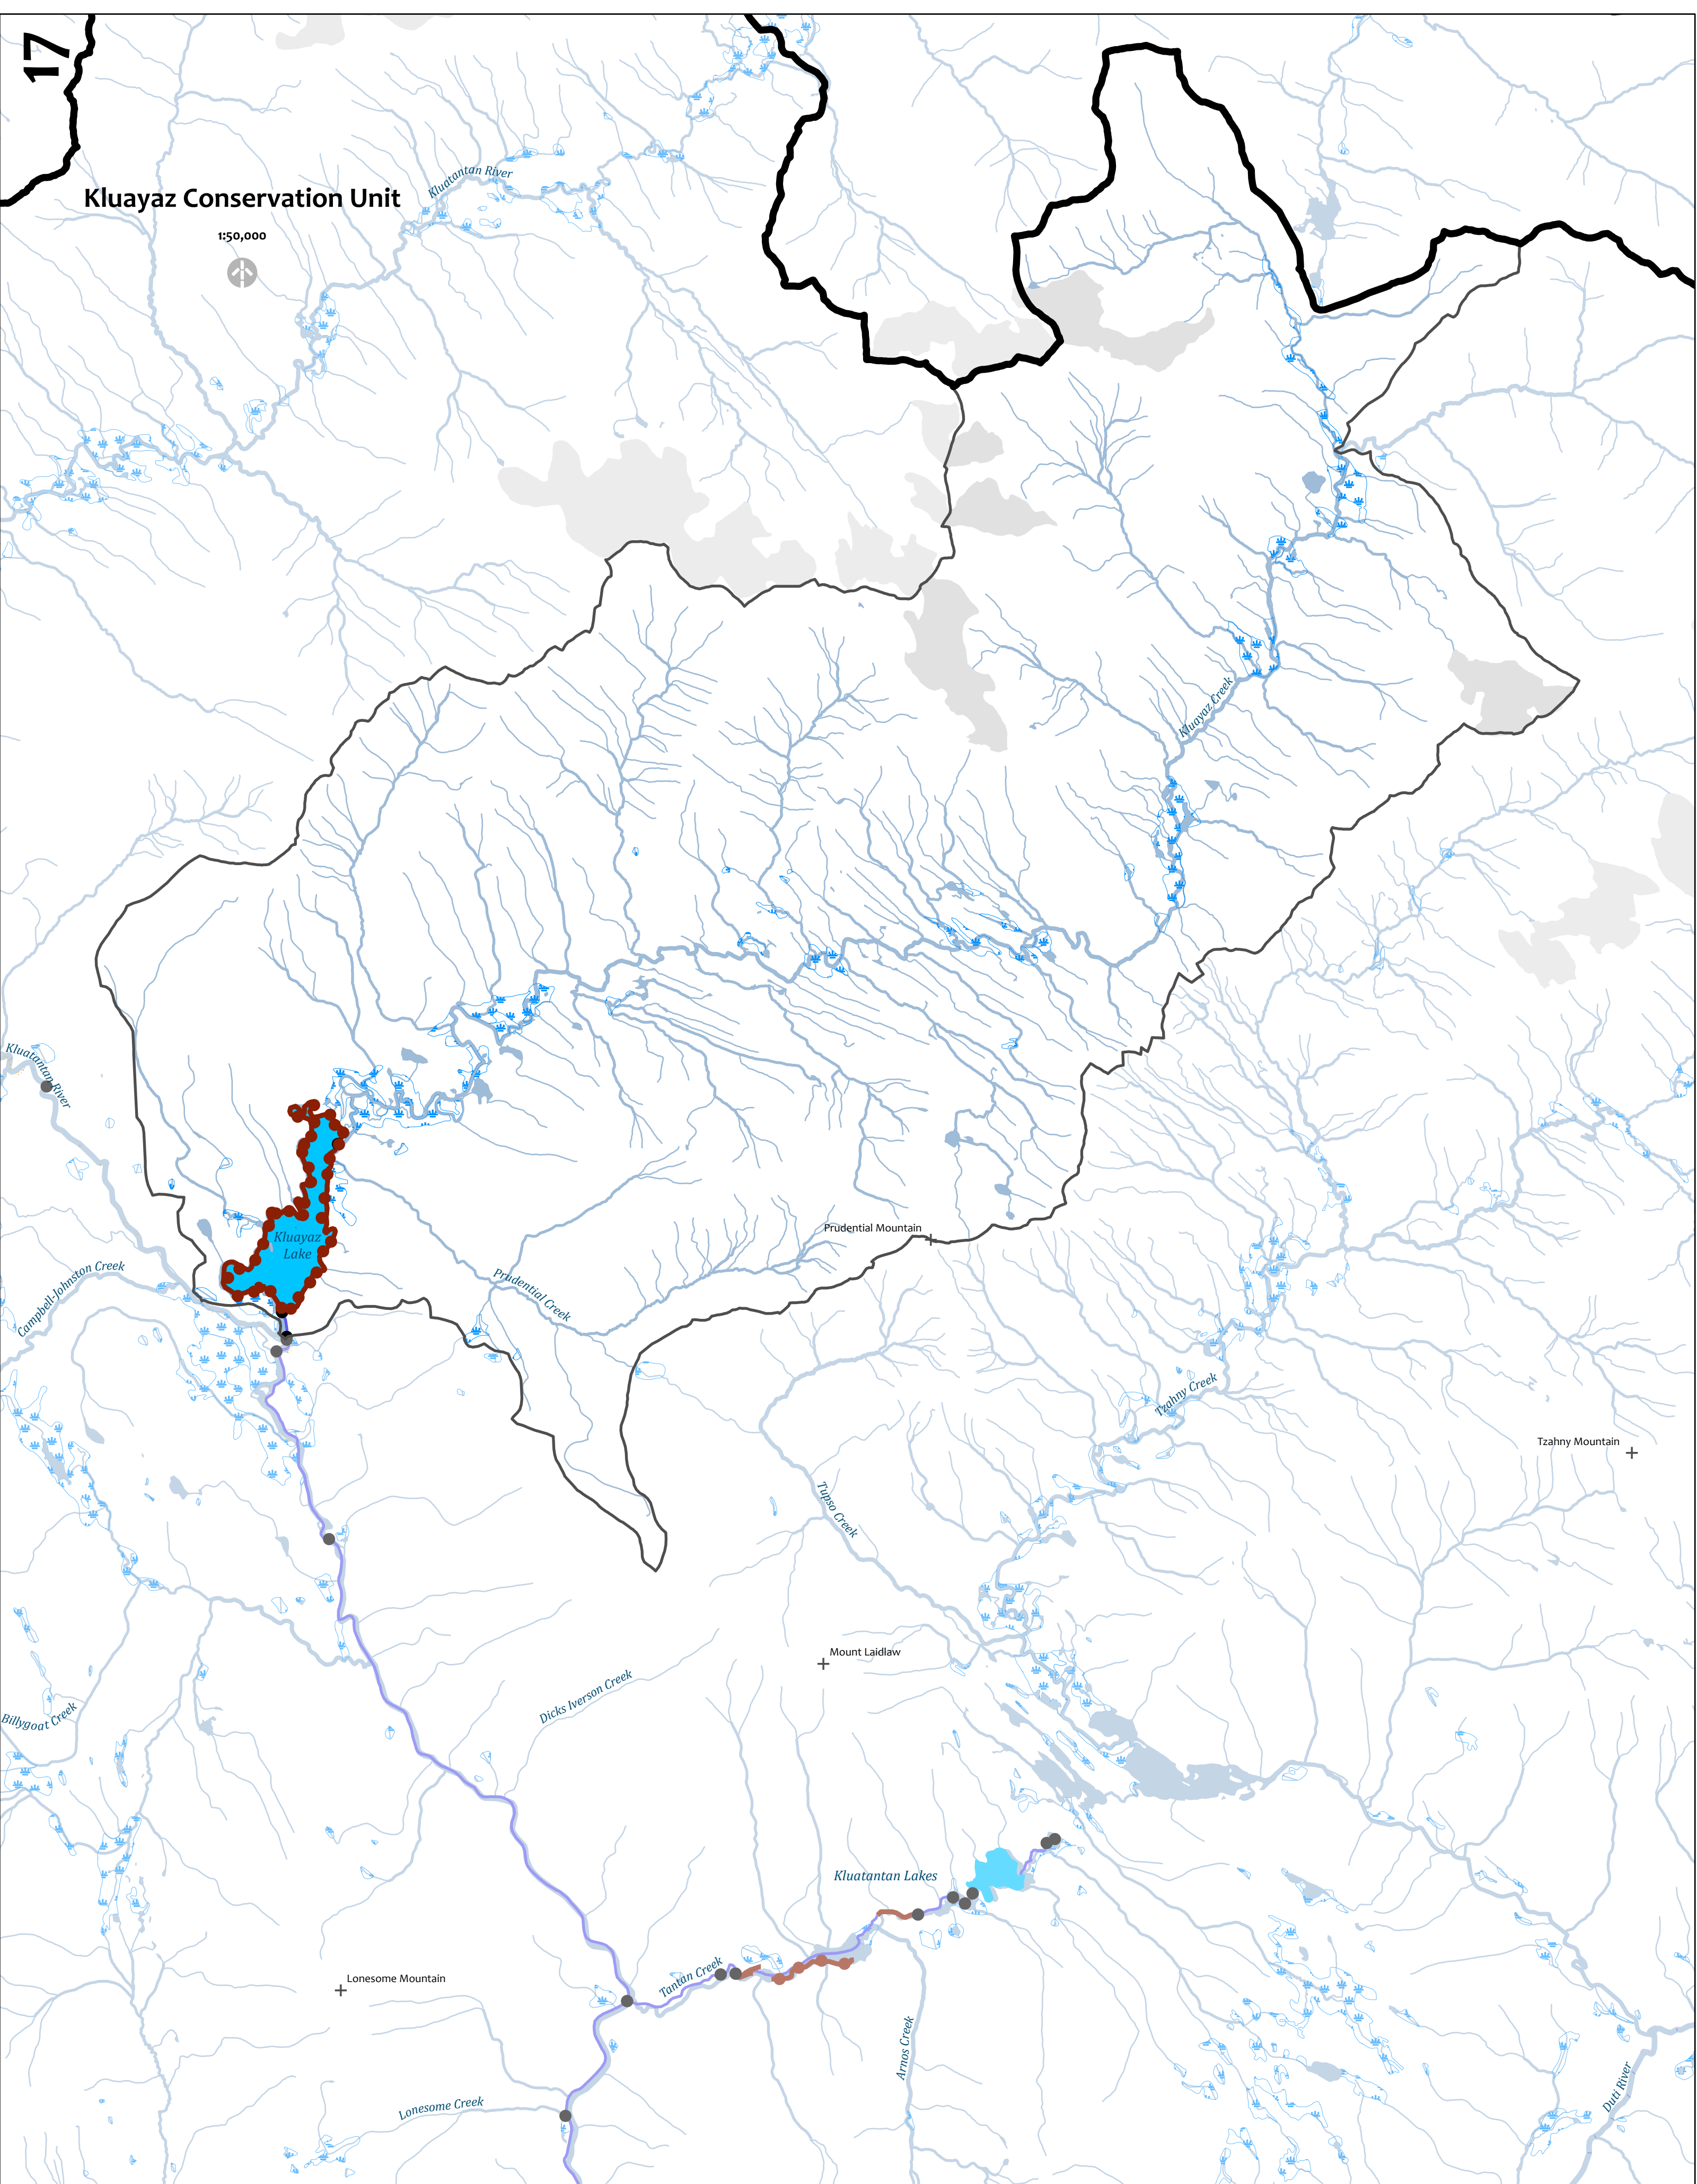 17
Kluatantan River
Kluayaz Conservation Unit
1:50,000
Kluayaz Creek
Kluatantan River
Prudential Mountain
Kluayaz
Lake
Campbell-Johnston Creek
Prudential Creek
Tzahny Creek
Tzahny Mountain
Tupso Creek
Mount Laidlaw
Dicks Iverson Creek
Billygoat Creek
Kluatantan Lakes
Tantan Creek
Lonesome Mountain
Arnos Creek
Lonesome Creek
Duti River